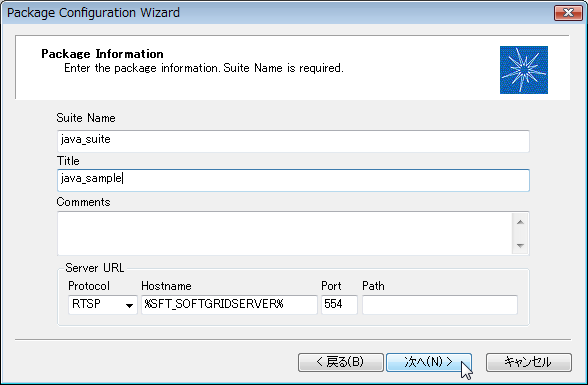 Package Configuration Wizard
Package Information
Enter the package information. Suite Name is required.
Suite Name
java_suite
Title
java_sample
Comments
Server URL
Protocol Hostname Port Path
RTSP %SFT_SOFTGRIDSERVER% 554
< 戻る(B) 次へ(N) > キャンセル